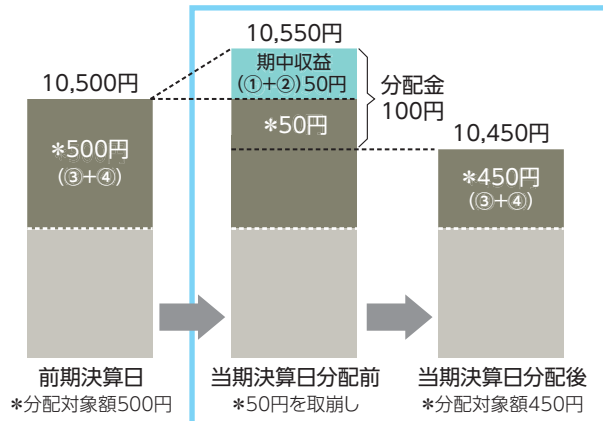 10,500円
*500円
(③+④)
前期決算日
*分配対象額500円
10,550円
期中収益
(①+②)50円
*50円
分配金
100円
当期決算日分配前
*50円を取崩し
10,450円
*450円
(③+④)
当期決算日分配後
*分配対象額450円